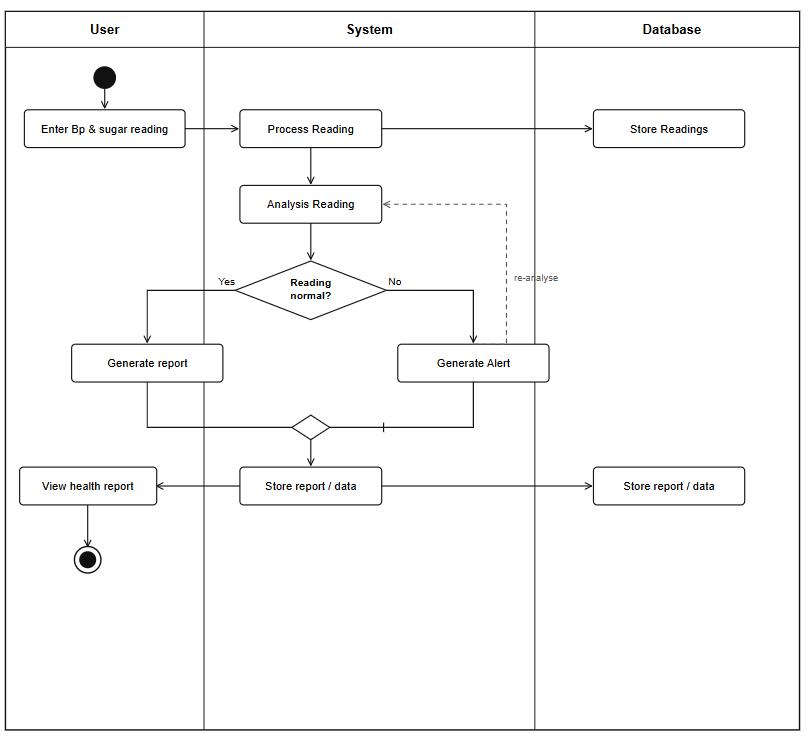 User
System
Database
Enter Bp & sugar reading
Process Reading
Store Readings
Analysis Reading
re-analyse
Yes
Reading
normal?
No
Generate report
Generate Alert
View health report
Store report / data
Store report / data